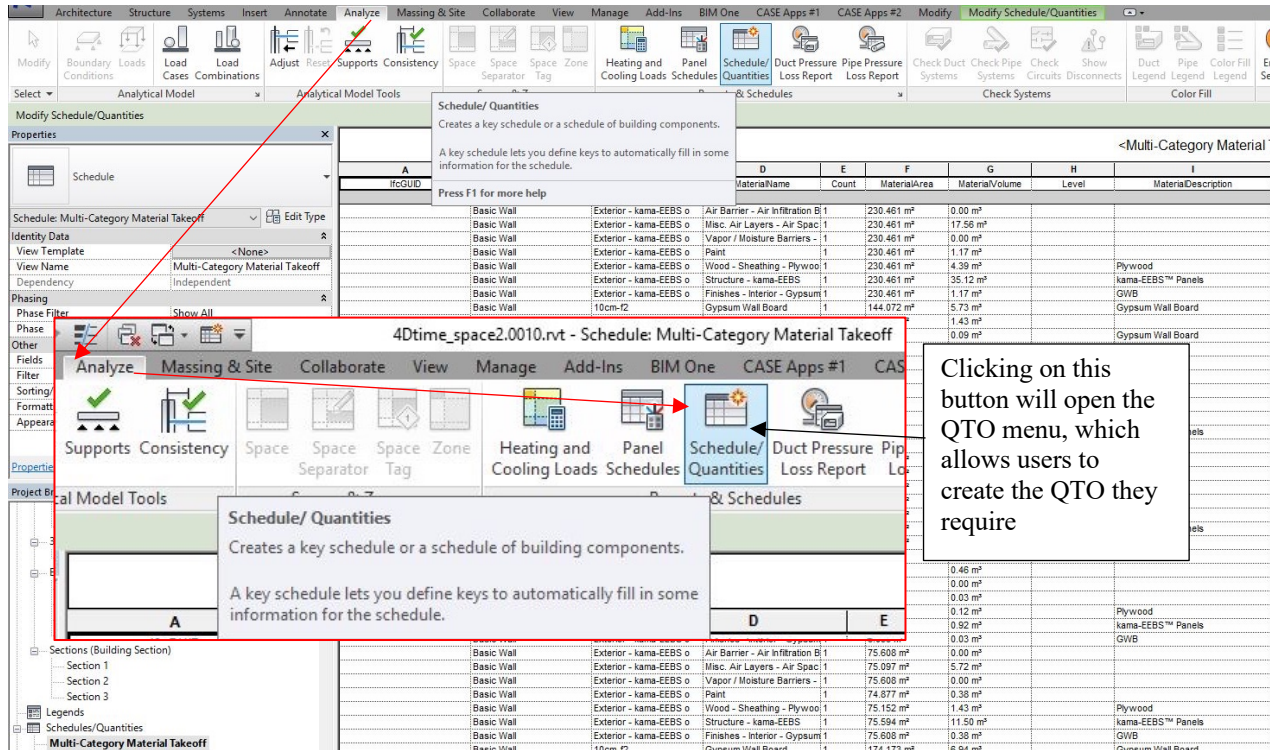 Architecture Structure Systems Insert Annotate Analyze Massing & Site Collaborate View Manage Add-Ins BIM One CASE Apps #1 CASE Apps #2 Modify Modify Schedule/Quantities
Modify Boundary Loads Load Load Adjust Reset Supports Consistency Space Space Space Zone Heating and Panel Schedule/ Duct Pressure Pipe Pressure Check Duct Check Pipe Check Show Duct Pipe Color Fill
Conditions Cases Combinations Separator Tag Cooling Loads Schedules Quantities Loss Report Loss Report Systems Systems Circuits Disconnects Legend Legend Legend
Select Analytical Model Analytical Model Tools & Schedules Check Systems Color Fill
Modify Schedule/Quantities
Properties
Schedule
Schedule: Multi-Category Material Takeoff Edit Type
Identity Data
View Template <None>
View Name Multi-Category Material Takeoff
Dependency Independent
Phasing
Phase Filter Show All
Phase
Other
Fields
Filter
Sorting/
Formatt
Appeara
Propertie
Project Br
Schedule/ Quantities
Creates a key schedule or a schedule of building components.
A key schedule lets you define keys to automatically fill in some
information for the schedule.
Press F1 for more help
<Multi-Category Material
A D E F G H I
IfcGUID MaterialName Count MaterialArea MaterialVolume Level MaterialDescription
Basic Wall Exterior - kama-EEBS o Air Barrier - Air Infiltration B 1 230.461 m² 0.00 m³
Basic Wall Exterior - kama-EEBS o Misc. Air Layers - Air Spac 1 230.461 m² 17.56 m³
Basic Wall Exterior - kama-EEBS o Vapor / Moisture Barriers - 1 230.461 m² 0.00 m³
Basic Wall Exterior - kama-EEBS o Paint 1 230.461 m² 1.17 m³
Basic Wall Exterior - kama-EEBS o Wood - Sheathing - Plywoo 1 230.461 m² 4.39 m³ Plywood
Basic Wall Exterior - kama-EEBS o Structure - kama-EEBS 1 230.461 m² 35.12 m³ kama-EEBS™ Panels
Basic Wall Exterior - kama-EEBS o Finishes - Interior - Gypsum 1 230.461 m² 1.17 m³ GWB
Basic Wall 10cm-f2 Gypsum Wall Board 1 144.072 m² 5.73 m³ Gypsum Wall Board
1.43 m³
0.09 m³ Gypsum Wall Board
4Dtime_space2.0010.rvt - Schedule: Multi-Category Material Takeoff
Analyze Massing & Site Collaborate View Manage Add-Ins BIM One CASE Apps #1 CAS
Supports Consistency Space Space Space Zone Heating and Panel Schedule/ Duct Pressure Pip
Separator Tag Cooling Loads Schedules Quantities Loss Report Lo
al Model Tools & Schedules
Schedule/ Quantities
Creates a key schedule or a schedule of building components.
A key schedule lets you define keys to automatically fill in some
information for the schedule.
A D E
Clicking on this
button will open the
QTO menu, which
allows users to
create the QTO they
require
0.46 m³
0.00 m³
0.03 m³
0.12 m³ Plywood
0.92 m³ kama-EEBS™ Panels
0.03 m³ GWB
Basic Wall Exterior - kama-EEBS o Air Barrier - Air Infiltration B 1 75.608 m² 0.00 m³
Basic Wall Exterior - kama-EEBS o Misc. Air Layers - Air Spac 1 75.097 m² 5.72 m³
Basic Wall Exterior - kama-EEBS o Vapor / Moisture Barriers - 1 75.608 m² 0.00 m³
Basic Wall Exterior - kama-EEBS o Paint 1 74.877 m² 0.38 m³
Basic Wall Exterior - kama-EEBS o Wood - Sheathing - Plywoo 1 75.152 m² 1.43 m³ Plywood
Basic Wall Exterior - kama-EEBS o Structure - kama-EEBS 1 75.594 m² 11.50 m³ kama-EEBS™ Panels
Basic Wall Exterior - kama-EEBS o Finishes - Interior - Gypsum 1 75.608 m² 0.38 m³ GWB
Basic Wall 10cm-f2 Gypsum Wall Board 1 174.173 m² 6.94 m³ Gypsum Wall Board
Sections (Building Section)
Section 1
Section 2
Section 3
Legends
Schedules/Quantities
Multi-Category Material Takeoff